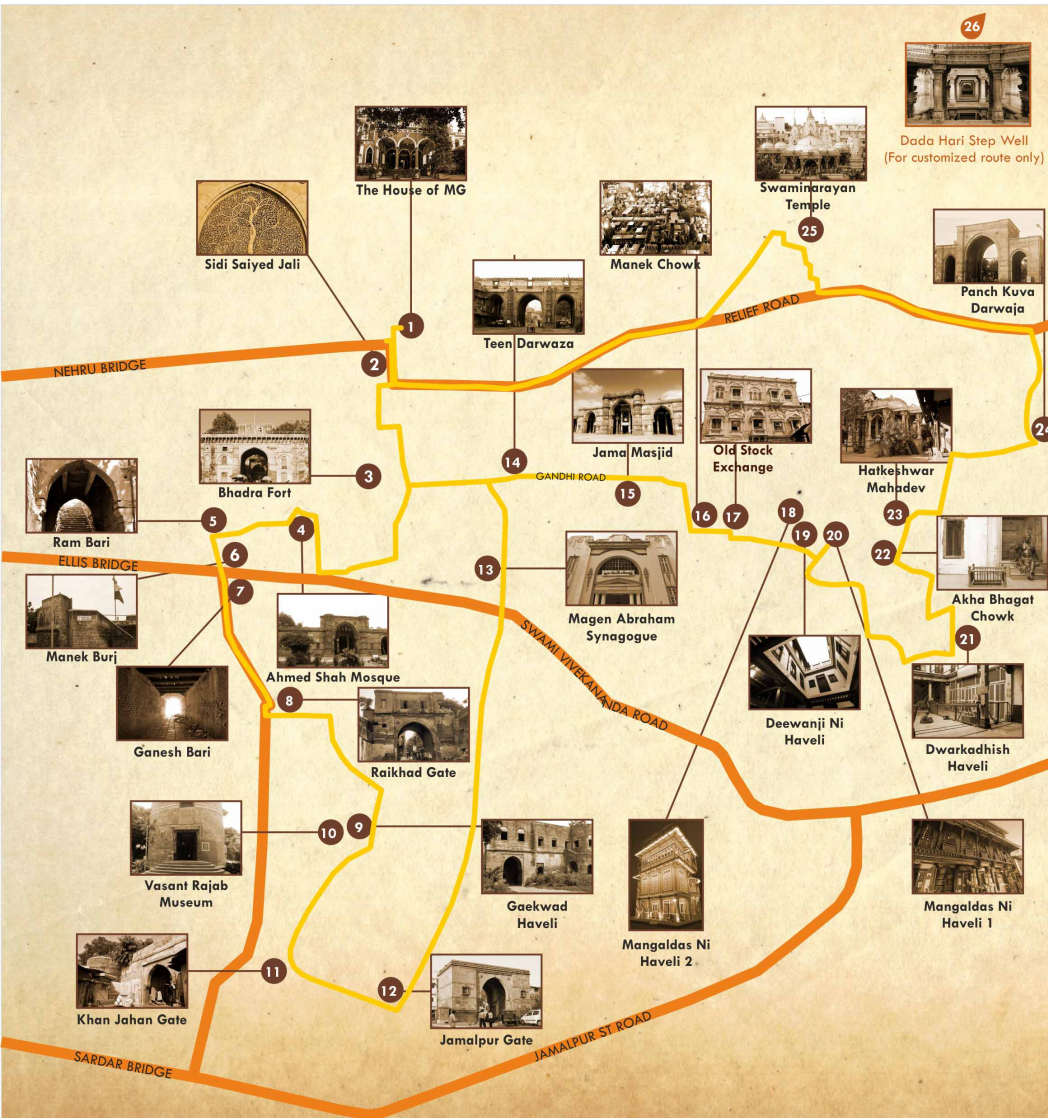 26
Dada Hari Step Well
(For customized route only)
The House of MG
Swaminarayan
Temple
25
Sidi Saiyed Jali
Manek Chowk
Panch Kuva
Darwaja
1
Teen Darwaza
RELIEF ROAD
NEHRU BRIDGE
2
24
Jama Masjid
Old Stock
Exchange
Hatkeshwar
Mahadev
Bhadra Fort
3
14
GANDHI ROAD
15
16
17
18
19
20
23
Ram Bari
5
4
6
ELLIS BRIDGE
7
13
22
Akha Bhagat
Chowk
Magen Abraham
Synagogue
21
Manek Burj
Ahmed Shah Mosque
SWAMI VIVEKANANDA ROAD
8
Ganesh Bari
Raikhad Gate
Deewanji Ni
Haveli
Dwarkadhish
Haveli
10
9
Vasant Rajab
Museum
Gaekwad
Haveli
Mangaldas Ni
Haveli 2
Mangaldas Ni
Haveli 1
11
12
Khan Jahan Gate
Jamalpur Gate
JAMALPUR ST ROAD
SARDAR BRIDGE